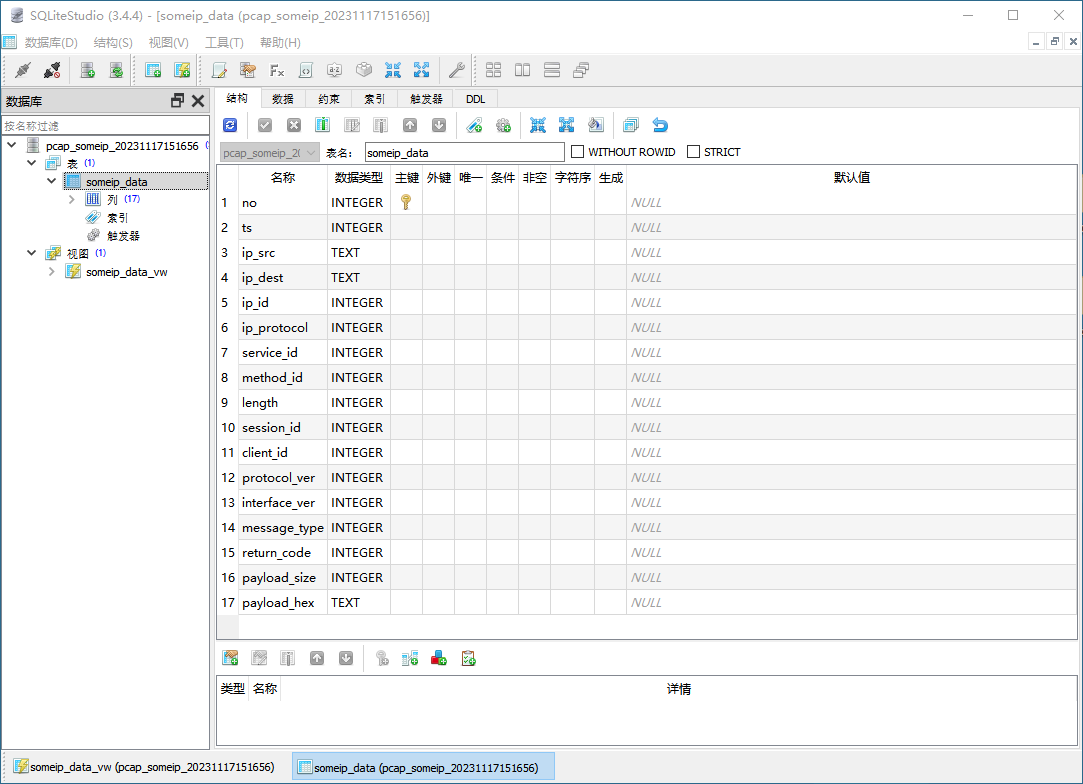 SQLiteStudio (3.4.4) - [someip_data (pcap_someip_20231117151656)]
数据库(D) 结构(S) 视图(V) 工具(T) 帮助(H)
数据库
按名称过滤
pcap_someip_20231117151656
表 (1)
someip_data
列 (17)
索引
触发器
视图 (1)
someip_data_vw
结构 数据 约束 索引 触发器 DDL
pcap_someip_20 表名： someip_data WITHOUT ROWID STRICT
名称 数据类型 主键 外键 唯一 条件 非空 字符序 生成 默认值
1 no INTEGER NULL
2 ts INTEGER NULL
3 ip_src TEXT NULL
4 ip_dest TEXT NULL
5 ip_id INTEGER NULL
6 ip_protocol INTEGER NULL
7 service_id INTEGER NULL
8 method_id INTEGER NULL
9 length INTEGER NULL
10 session_id INTEGER NULL
11 client_id INTEGER NULL
12 protocol_ver INTEGER NULL
13 interface_ver INTEGER NULL
14 message_type INTEGER NULL
15 return_code INTEGER NULL
16 payload_size INTEGER NULL
17 payload_hex TEXT NULL
类型 名称 详情
someip_data_vw (pcap_someip_20231117151656) someip_data (pcap_someip_20231117151656)